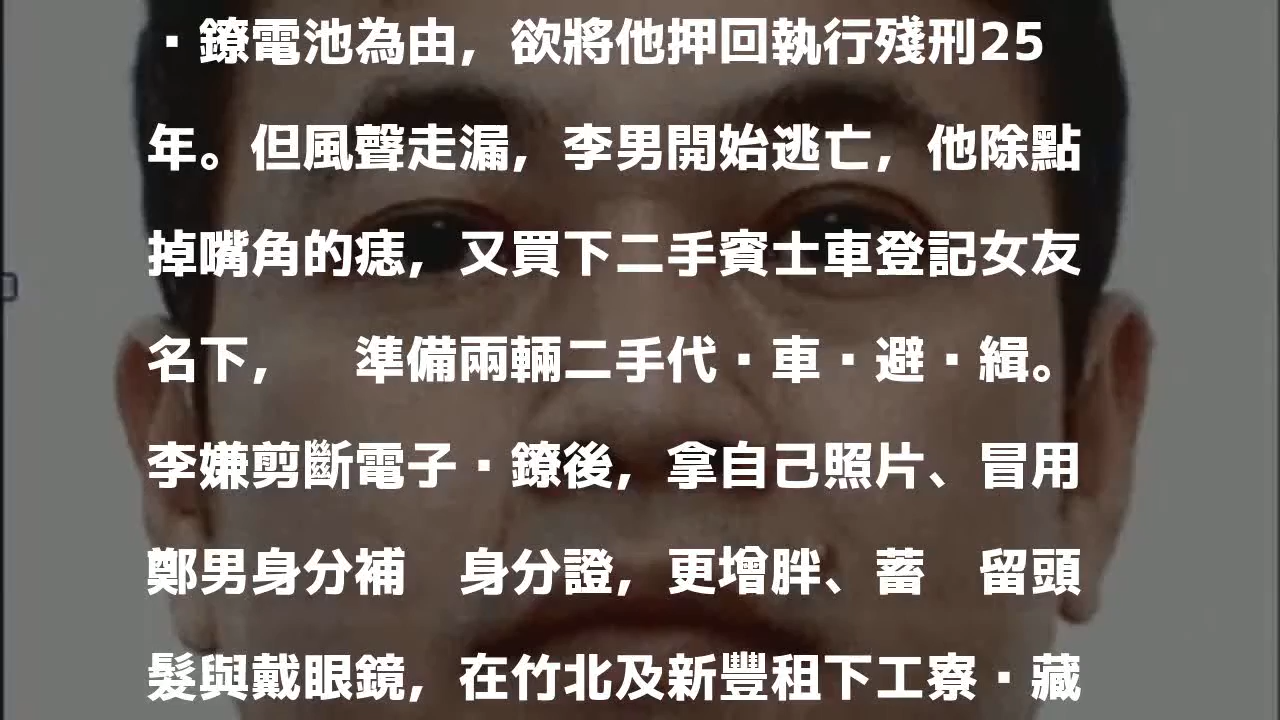 ▪鐐電池為由，欲將他押回執行殘刑25
年。但風聲走漏，李男開始逃亡，他除點
掉嘴角的痣，又買下二手賓士車登記女友
名下，　準備兩輛二手代▪車▪避▪緝。
李嫌剪斷電子▪鐐後，拿自己照片、冒用
鄭男身分補　身分證，更增胖、蓄　留頭
髮與戴眼鏡，在竹北及新豐租下工寮▪藏